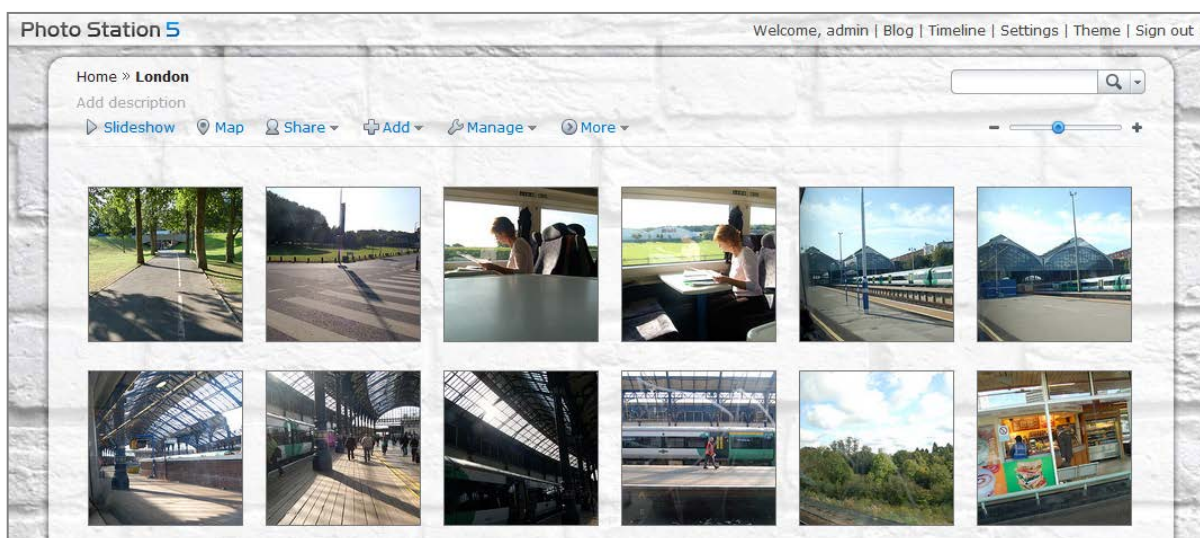 Photo Station 5
Welcome, admin | Blog | Timeline | Settings | Theme | Sign out
Home » London
Add description
Slideshow Map Share Add Manage More